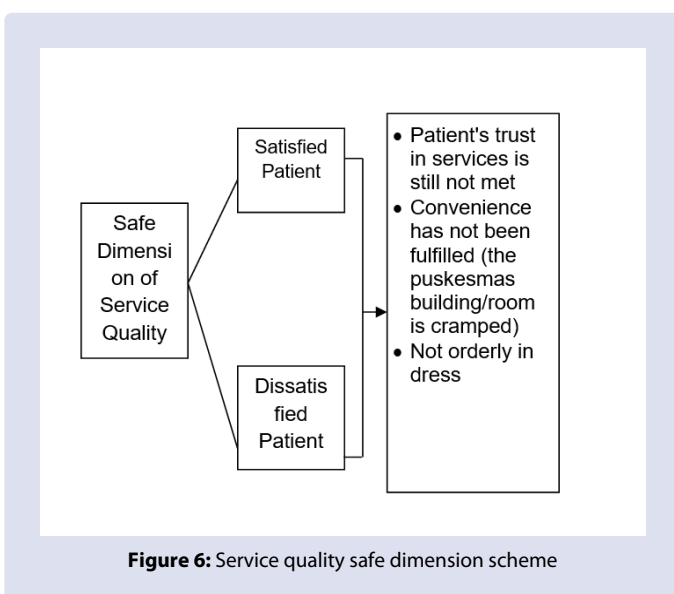 Safe
Dimensi
on of
Service
Quality
Satisfied
Patient
Dissatis
fied
Patient
• Patient's trust
in services is
still not met
• Convenience
has not been
fulfilled (the
puskesmas
building/room
is cramped)
• Not orderly in
dress
Figure 6: Service quality safe dimension scheme